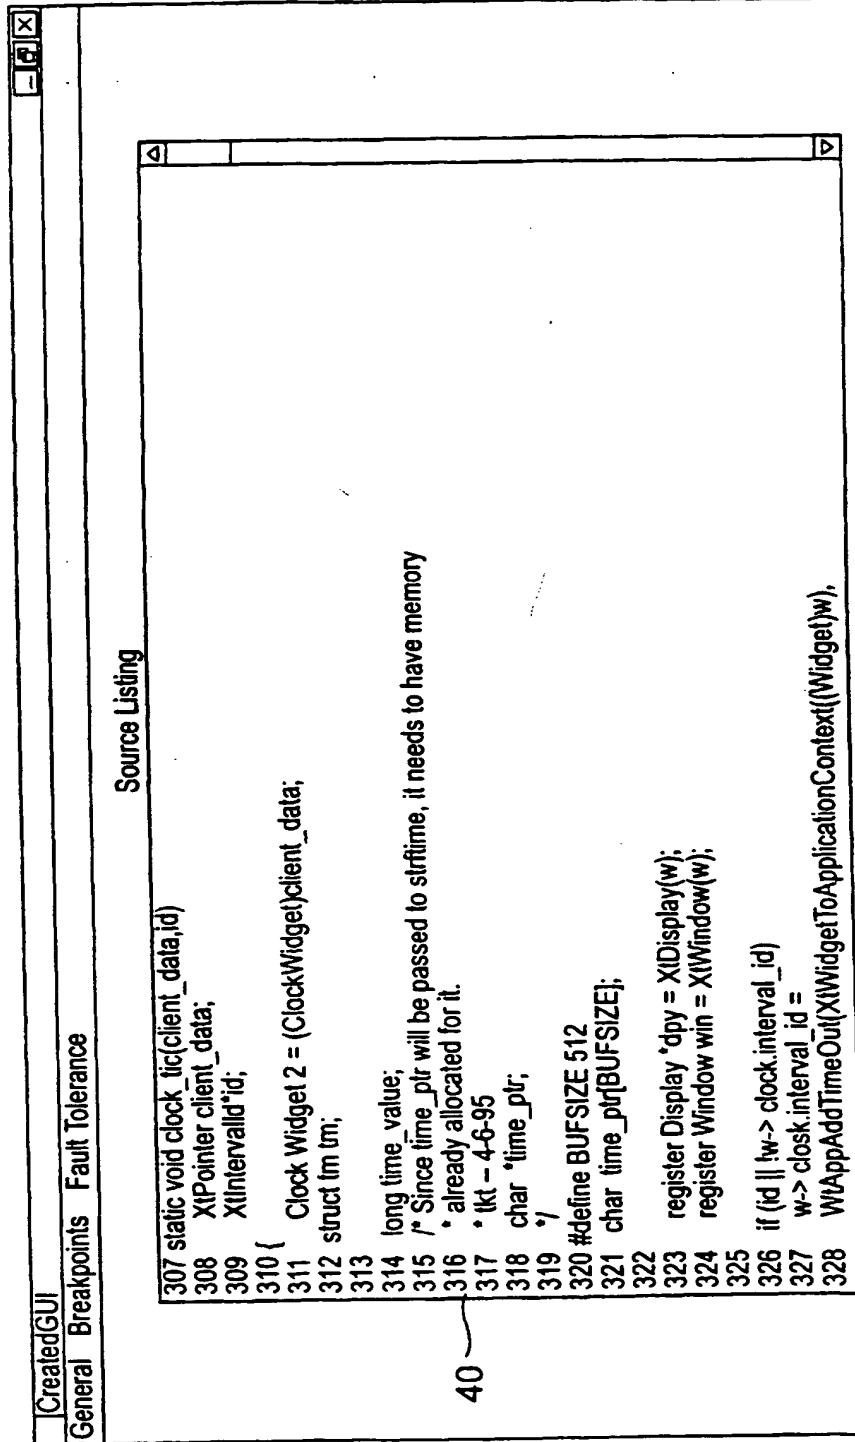 CreatedGUI
General Breakpoints Fault Tolerance
Source Listing
307 static void clock_tic(client_data,id)
308 XtPointer client_data;
309 XtIntervalId*id;
310 {
311 Clock Widget 2 = (ClockWidget)client_data;
312 struct tm tm;
313
314 long time_value;
315 /* Since time_ptr will be passed to strftime, it needs to have memory
316 * already allocated for it.
317 * tkt – 4-6-95
318 char *time_ptr;
319 */
320 #define BUFSIZE 512
321 char time_ptr[BUFSIZE];
322
323 register Display *dpy = XtDisplay(w);
324 register Window win = XtWindow(w);
325
326 if (id || !w-> clock.interval_id)
327 w-> closk.interval_id =
328 WtAppAddTimeOut(XtWidgetToApplicationContext((Widget)w),
40